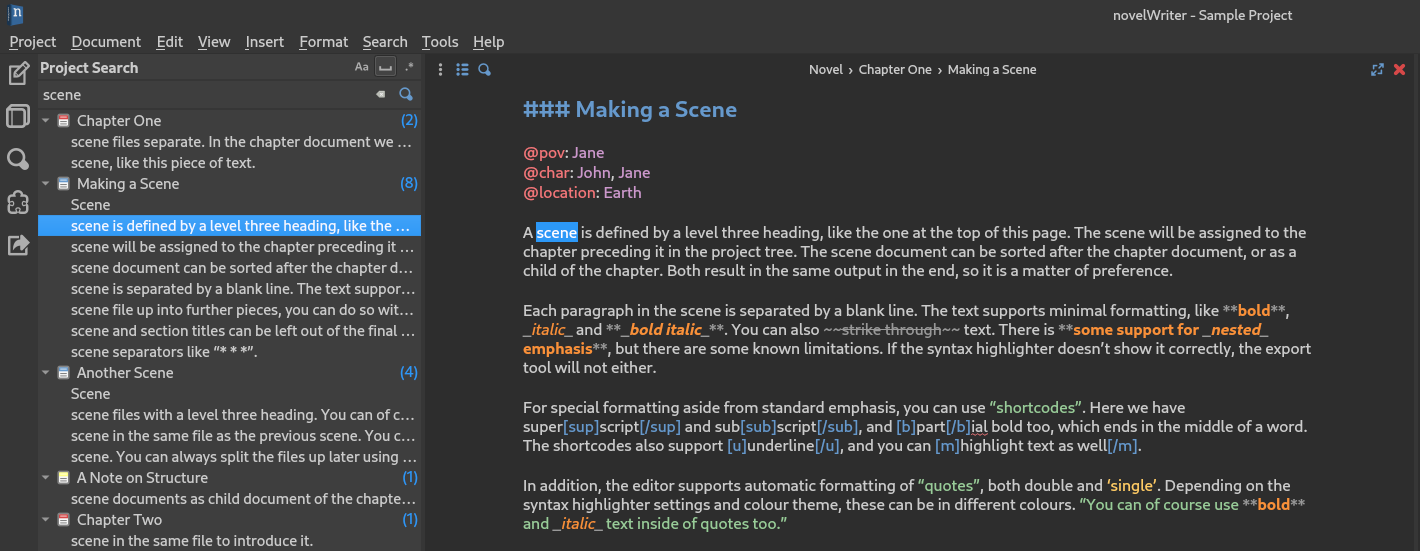 n
novelWriter - Sample Project
Project Document Edit View Insert Format Search Tools Help
Project Search
Aa
.*
scene
Chapter One (2)
scene files separate. In the chapter document we …
scene, like this piece of text.
Making a Scene (8)
Scene
scene is defined by a level three heading, like the …
scene will be assigned to the chapter preceding it …
scene document can be sorted after the chapter d…
scene is separated by a blank line. The text suppor…
scene file up into further pieces, you can do so wit…
scene and section titles can be left out of the final …
scene separators like “* * *”.
Another Scene (4)
Scene
scene files with a level three heading. You can of c…
scene in the same file as the previous scene. You c…
scene. You can always split the files up later using …
A Note on Structure (1)
scene documents as child document of the chapte…
Chapter Two (1)
scene in the same file to introduce it.
Novel › Chapter One › Making a Scene
### Making a Scene
@pov: Jane
@char: John, Jane
@location: Earth
A scene is defined by a level three heading, like the one at the top of this page. The scene will be assigned to the
chapter preceding it in the project tree. The scene document can be sorted after the chapter document, or as a
child of the chapter. Both result in the same output in the end, so it is a matter of preference.
Each paragraph in the scene is separated by a blank line. The text supports minimal formatting, like **bold**,
_italic_ and **_bold italic_**. You can also ~~strike through~~ text. There is **some support for _nested_
emphasis**, but there are some known limitations. If the syntax highlighter doesn’t show it correctly, the export
tool will not either.
For special formatting aside from standard emphasis, you can use “shortcodes”. Here we have
super[sup]script[/sup] and sub[sub]script[/sub], and [b]part[/b]ial bold too, which ends in the middle of a word.
The shortcodes also support [u]underline[/u], and you can [m]highlight text as well[/m].
In addition, the editor supports automatic formatting of “quotes”, both double and ‘single’. Depending on the
syntax highlighter settings and colour theme, these can be in different colours. “You can of course use **bold**
and _italic_ text inside of quotes too.”